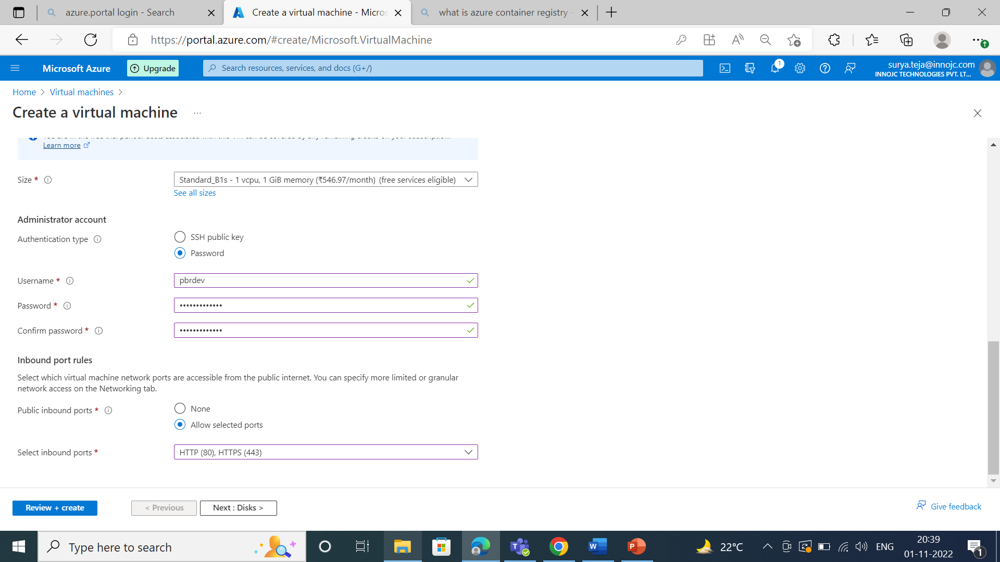 azure.portal login - Search
Create a virtual machine - Micros
what is azure container registry -
https://portal.azure.com/#create/Microsoft.VirtualMachine
Microsoft Azure
Upgrade
Search resources, services, and docs (G+/)
1
surya.teja@innojc.com
INNOJC TECHNOLOGIES PVT. LT...
Home > Virtual machines >
Create a virtual machine ...
Learn more
Size *
Standard_B1s - 1 vcpu, 1 GiB memory (₹546.97/month) (free services eligible)
See all sizes
Administrator account
Authentication type
SSH public key
Password
Username *
pbrdev
Password *
•••••••••••••
Confirm password *
•••••••••••••
Inbound port rules
Select which virtual machine network ports are accessible from the public internet. You can specify more limited or granular
network access on the Networking tab.
Public inbound ports *
None
Allow selected ports
Select inbound ports *
HTTP (80), HTTPS (443)
Review + create
< Previous
Next : Disks >
Give feedback
Type here to search
22°C
ENG
20:39
01-11-2022
1